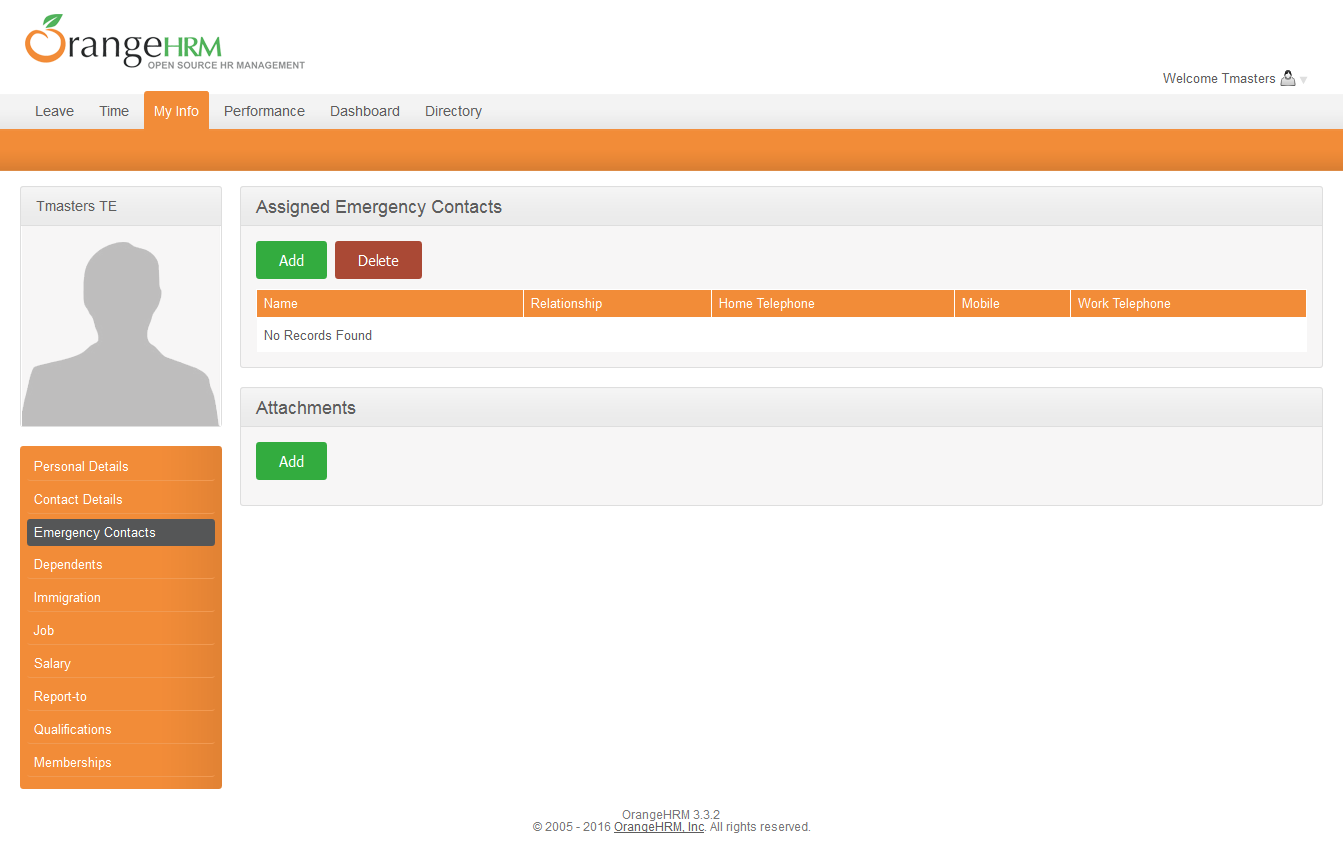 OrangeHRM
OPEN SOURCE HR MANAGEMENT
Welcome Tmasters
Leave Time My Info Performance Dashboard Directory
Tmasters TE
Personal Details
Contact Details
Emergency Contacts
Dependents
Immigration
Job
Salary
Report-to
Qualifications
Memberships
Assigned Emergency Contacts
Add Delete
Name Relationship Home Telephone Mobile Work Telephone
No Records Found
Attachments
Add
OrangeHRM 3.3.2
© 2005 - 2016 OrangeHRM, Inc. All rights reserved.